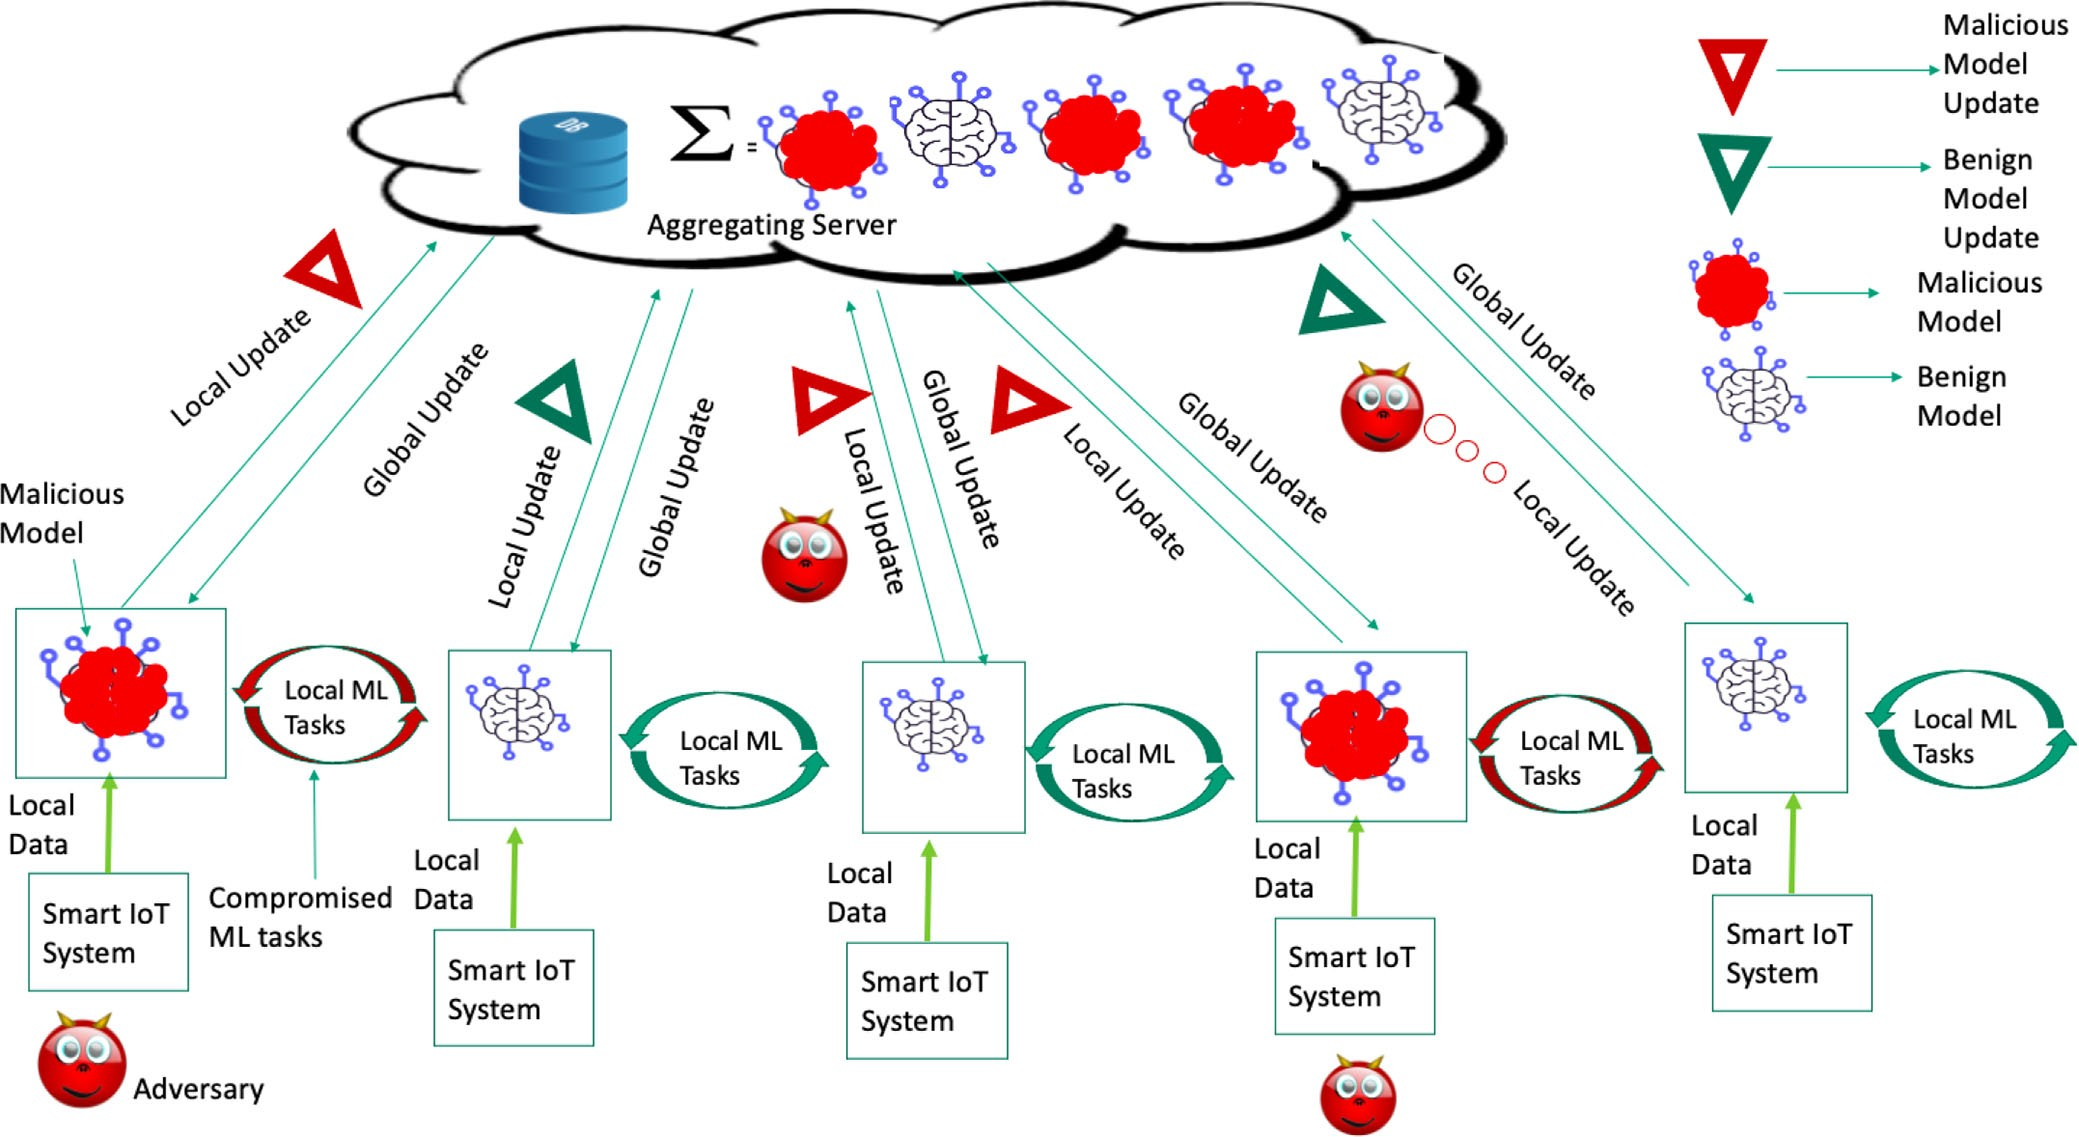 Malicious
Model
Update
Benign
Model
Update
Malicious
Model
Benign
Model
DB
Σ =
Aggregating Server
Local Update
Global Update
Local Update
Global Update
Local Update
Global Update
Local Update
Global Update
Local Update
Global Update
Malicious
Model
Local ML
Tasks
Local ML
Tasks
Local ML
Tasks
Local ML
Tasks
Local ML
Tasks
Local
Data
Local
Data
Local
Data
Local
Data
Local
Data
Compromised
ML tasks
Smart IoT
System
Smart IoT
System
Smart IoT
System
Smart IoT
System
Smart IoT
System
Adversary